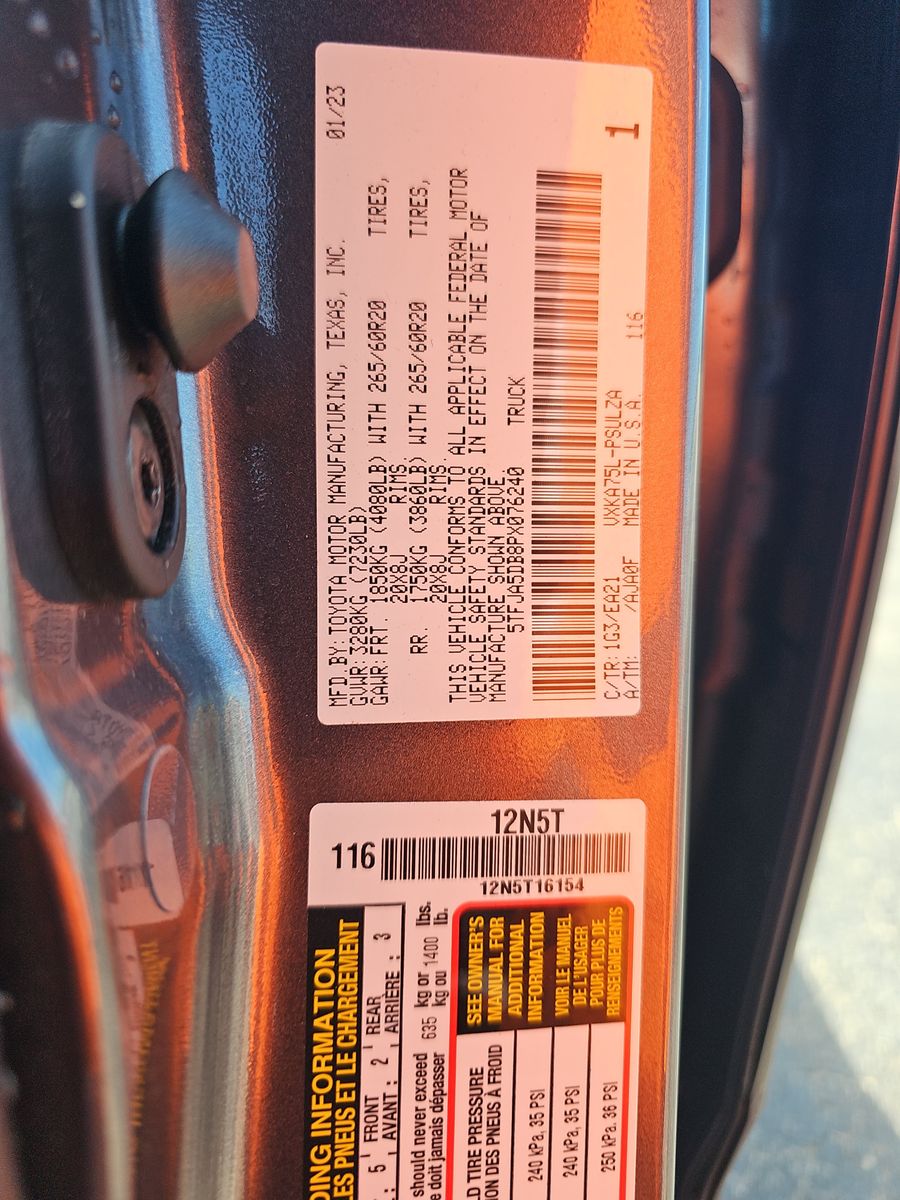 MFD.BY:TOYOTA MOTOR MANUFACTURING, TEXAS, INC. 01/23
GVWR:3280KG (7230LB)
GAWR:FRT. 1850KG (4080LB) WITH 265/60R20 TIRES,
20X8J RIMS
RR. 1750KG (3860LB) WITH 265/60R20 TIRES,
20X8J RIMS
THIS VEHICLE CONFORMS TO ALL APPLICABLE FEDERAL MOTOR
VEHICLE SAFETY STANDARDS IN EFFECT ON THE DATE OF
MANUFACTURE SHOWN ABOVE
5TFJA5DB8PX076240 TRUCK
C/TR:1G3/EA21 VXKA75L-PSULZA 116 1
A/TM: /AJA0F MADE IN U.S.A.
12N5T
116
12N5T16154
DING INFORMATION
LES PNEUS ET LE CHARGEMENT
5 FRONT 2 REAR 3
AVANT : ARRIÈRE :
should never exceed 635 kg or 1400 lbs.
e doit jamais dépasser kg ou lb.
LD TIRE PRESSURE
ION DES PNEUS À FROID
240 kPa, 35 PSI
240 kPa, 35 PSI
250 kPa, 36 PSI
SEE OWNER'S
MANUAL FOR
ADDITIONAL
INFORMATION
VOIR LE MANUEL
DE L'USAGER
POUR PLUS DE
RENSEIGNEMENTS